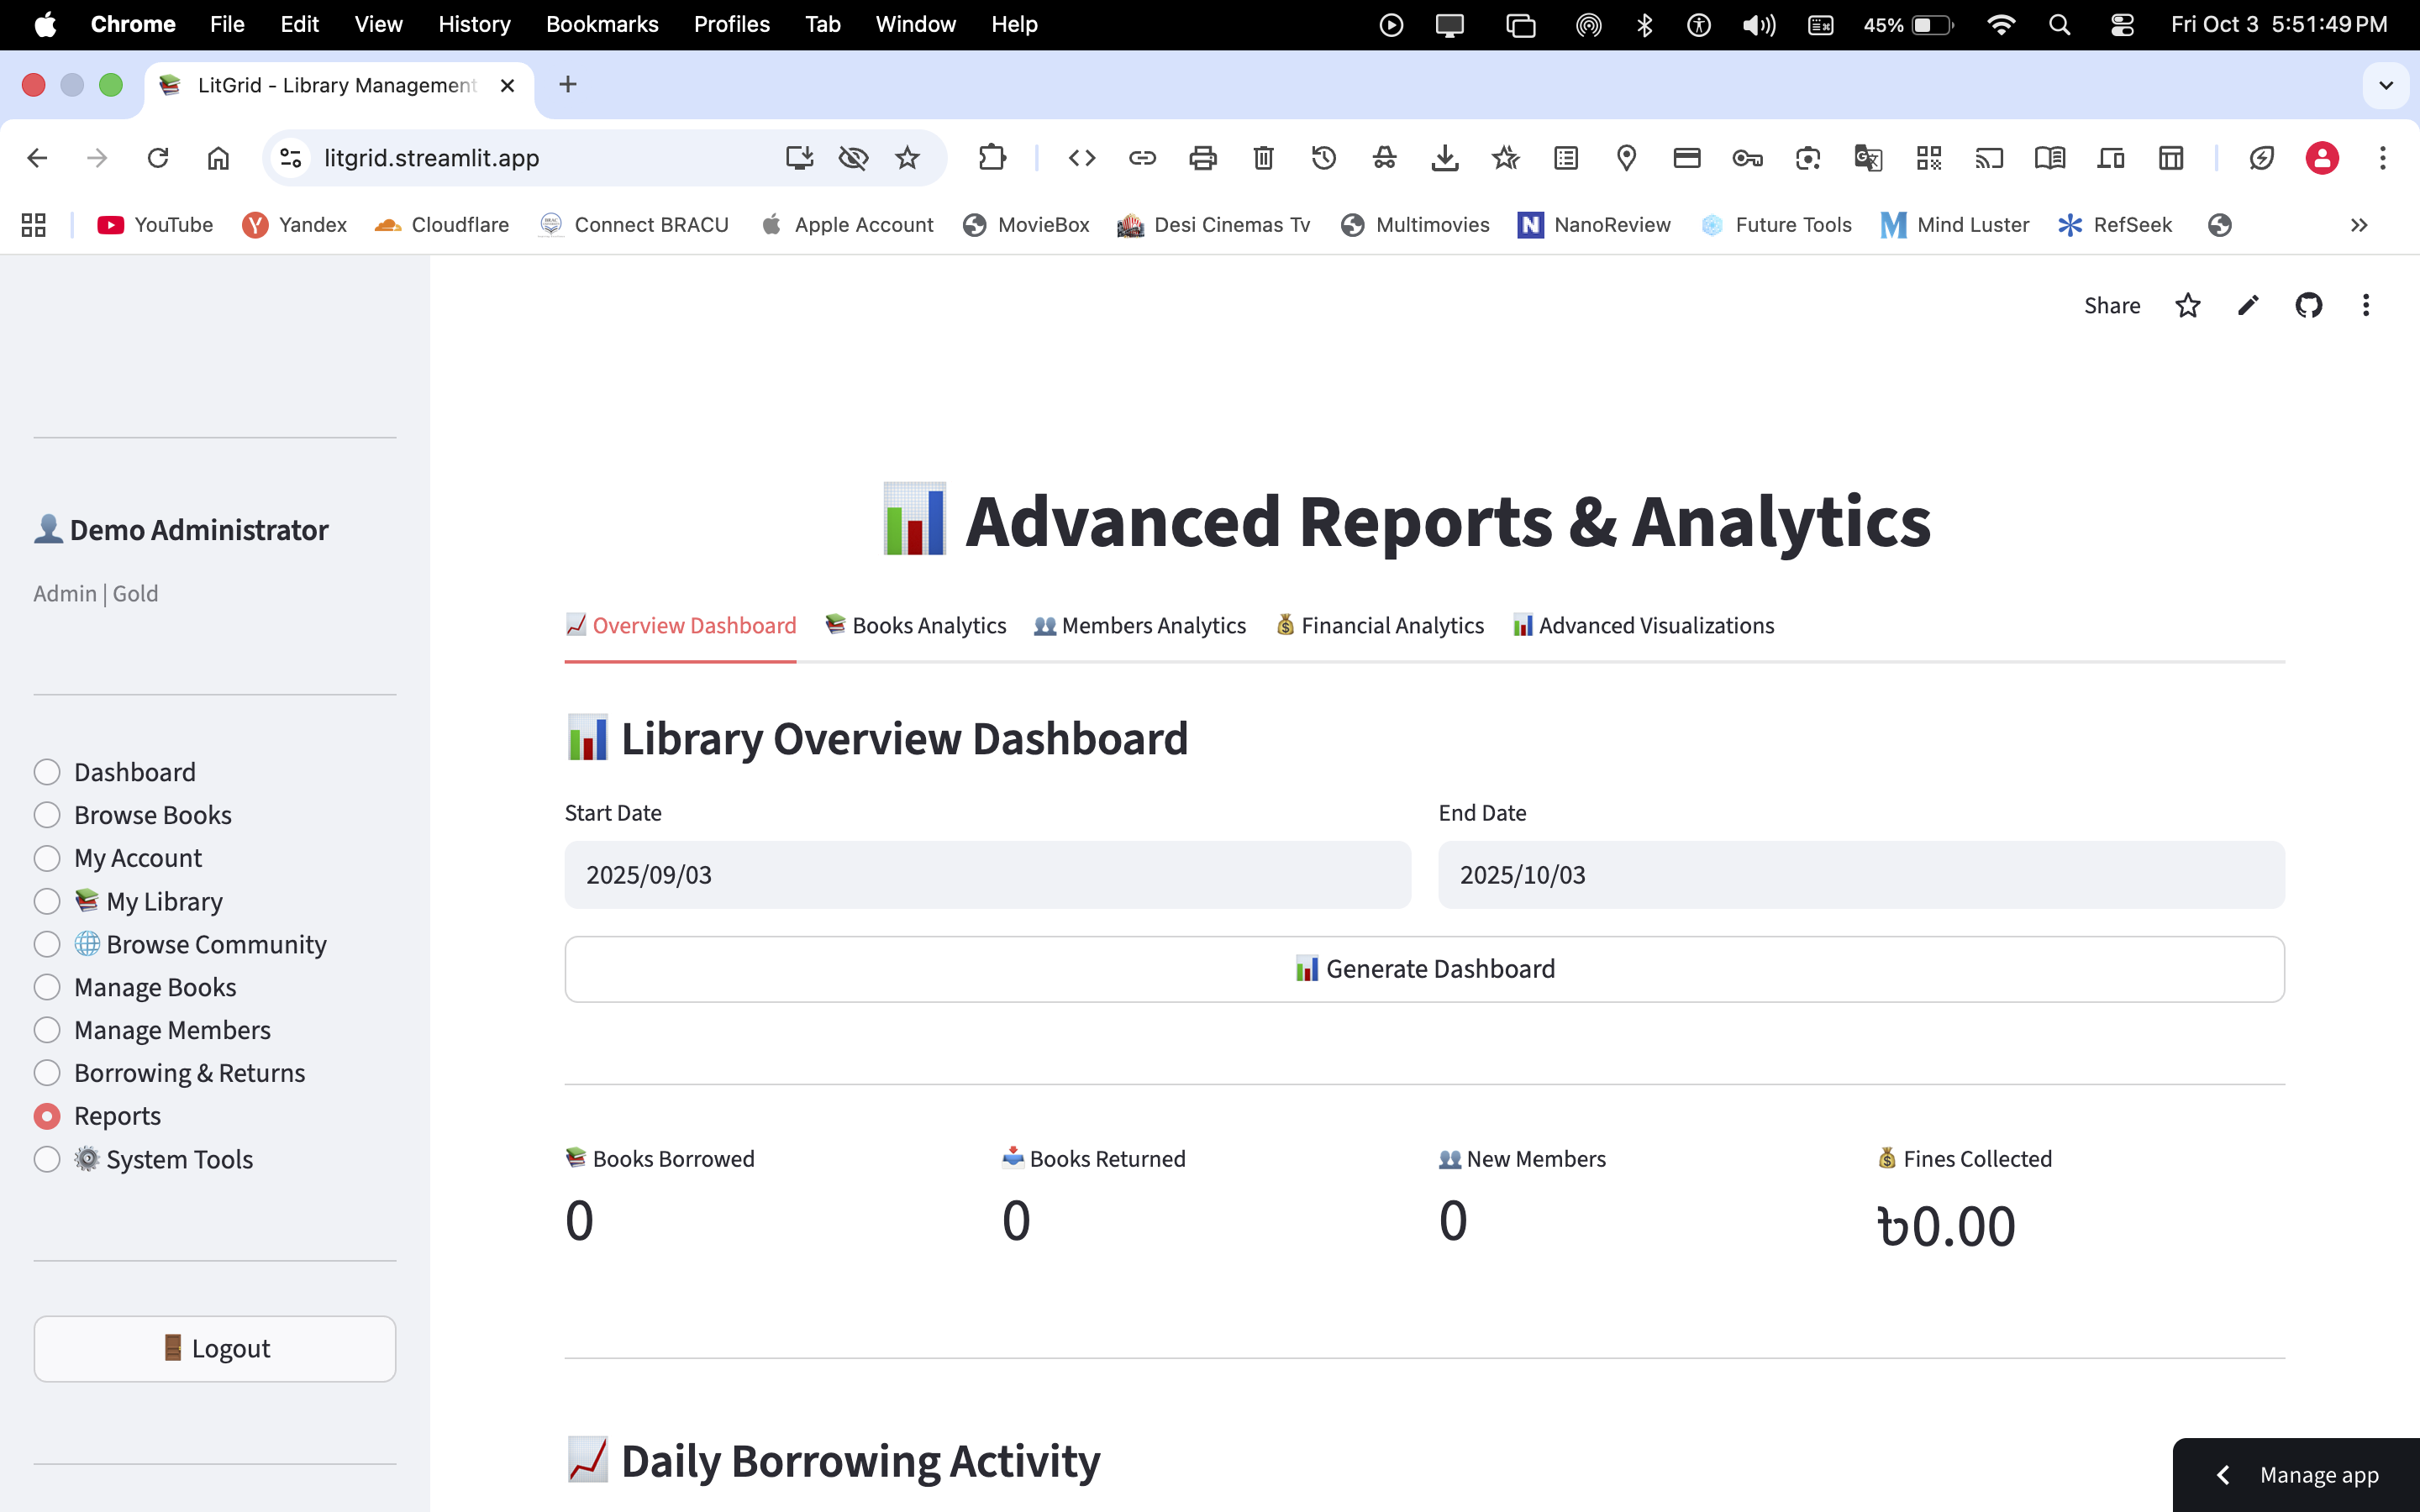 Chrome File Edit View History Bookmarks Profiles Tab Window Help 45% Fri Oct 3 5:51:49 PM
LitGrid - Library Management
litgrid.streamlit.app
YouTube Yandex Cloudflare Connect BRACU Apple Account MovieBox Desi Cinemas Tv Multimovies NanoReview Future Tools Mind Luster RefSeek
Share
Demo Administrator
Admin | Gold
Dashboard
Browse Books
My Account
My Library
Browse Community
Manage Books
Manage Members
Borrowing & Returns
Reports
System Tools
Logout
Advanced Reports & Analytics
Overview Dashboard Books Analytics Members Analytics Financial Analytics Advanced Visualizations
Library Overview Dashboard
Start Date End Date
2025/09/03 2025/10/03
Generate Dashboard
Books Borrowed Books Returned New Members Fines Collected
0 0 0 ৳0.00
Daily Borrowing Activity
Manage app